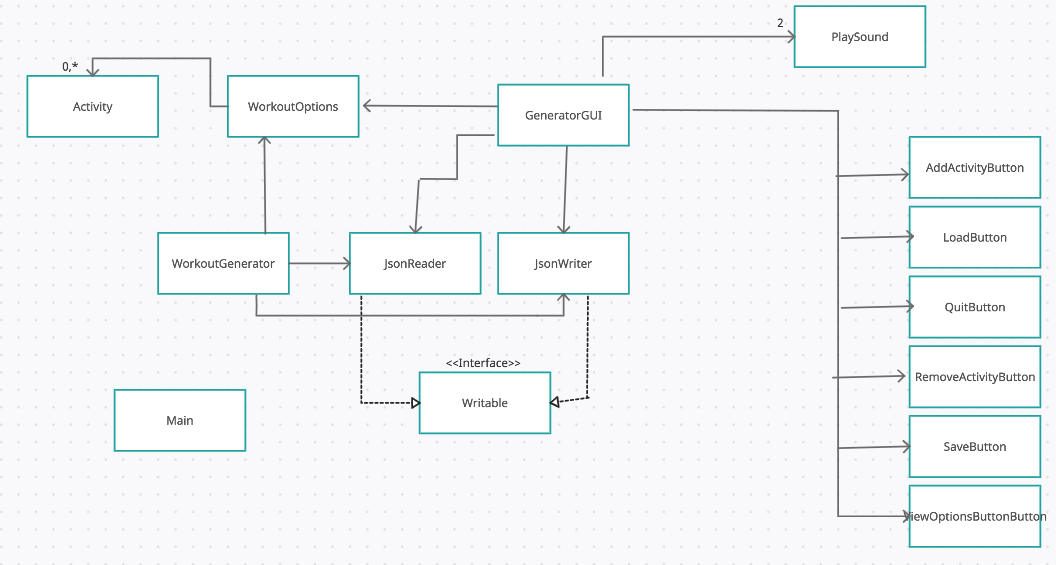 2
PlaySound
0,*
Activity
WorkoutOptions
GeneratorGUI
AddActivityButton
LoadButton
WorkoutGenerator
JsonReader
JsonWriter
QuitButton
<<Interface>>
RemoveActivityButton
Writable
Main
SaveButton
ViewOptionsButtonButton